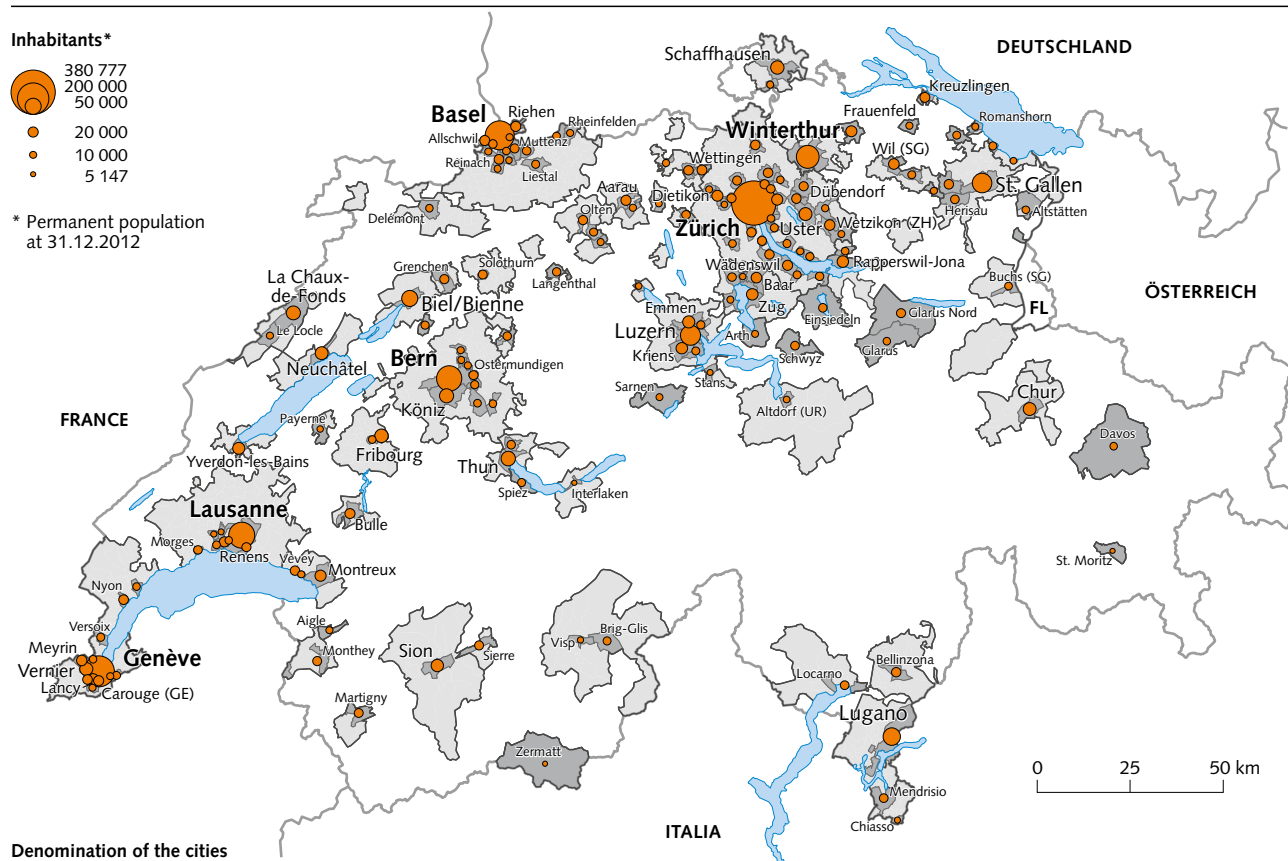 Inhabitants*
380 777
200 000
50 000
20 000
10 000
5 147
* Permanent population
at 31.12.2012
DEUTSCHLAND
Schaffhausen
Kreuzlingen
Basel
Riehen
Rheinfelden
Frauenfeld
Romanshorn
Allschwil
Muttenz
Winterthur
Reinach
Liestal
Wettingen
Wil (SG)
St. Gallen
Aarau
Dietikon
Dübendorf
Delémont
Olten
Herisau
Altstätten
Zürich
Uster
Wetzikon (ZH)
Grenchen
Solothurn
Langenthal
Wädenswil
Rapperswil-Jona
La Chaux-
de-Fonds
Biel/Bienne
Baar
Buchs (SG)
ÖSTERREICH
Zug
Emmen
Einsiedeln
Glarus Nord
FL
Le Locle
Luzern
Arth
Neuchâtel
Bern
Ostermundigen
Kriens
Schwyz
Glarus
Stans
Sarnen
Köniz
Altdorf (UR)
Chur
FRANCE
Payerne
Davos
Yverdon-les-Bains
Fribourg
Thun
Spiez
Interlaken
Lausanne
Bulle
Morges
Renens
Vevey
Montreux
St. Moritz
Nyon
Versoix
Aigle
Brig-Glis
Visp
Meyrin
Genève
Monthey
Sion
Sierre
Bellinzona
Vernier
Locarno
Lancy
Carouge (GE)
Martigny
Lugano
Zermatt
0 25 50 km
Mendrisio
Chiasso
ITALIA
Denomination of the cities